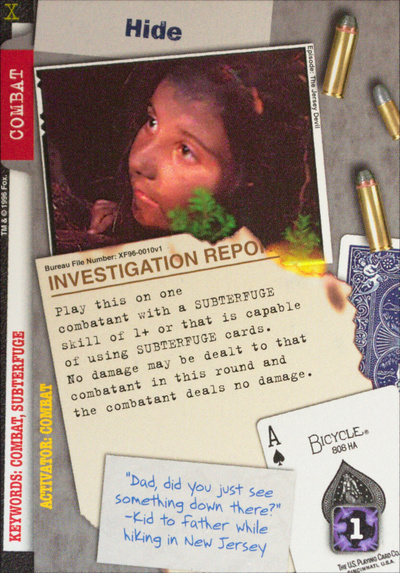 X
Hide
COMBAT
Episode: The Jersey Devil
TM & © 1996 Fox.
Bureau File Number: XF96-0010v1
INVESTIGATION REPO
Play this on one
combatant with a SUBTERFUGE
skill of 1+ or that is capable
of using SUBTERFUGE cards.
No damage may be dealt to that
combatant in this round and
the combatant deals no damage.
KEYWORDS: COMBAT, SUBTERFUGE
ACTIVATOR: COMBAT
"Dad, did you just see
something down there?"
-Kid to father while
hiking in New Jersey
A
BICYCLE®
808 HA
1
THE U.S. PLAYING CARD CO.
CINCINNATI, U.S.A.